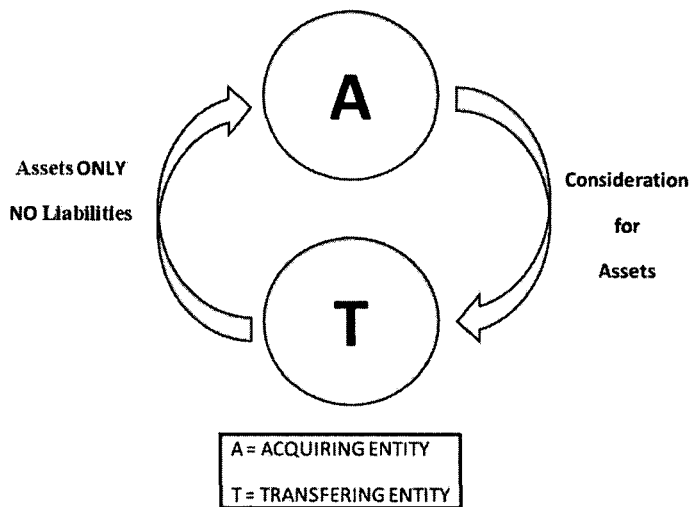 A
Assets ONLY
NO Liabilities
Consideration
for
Assets
T
A = ACQUIRING ENTITY
T = TRANSFERING ENTITY